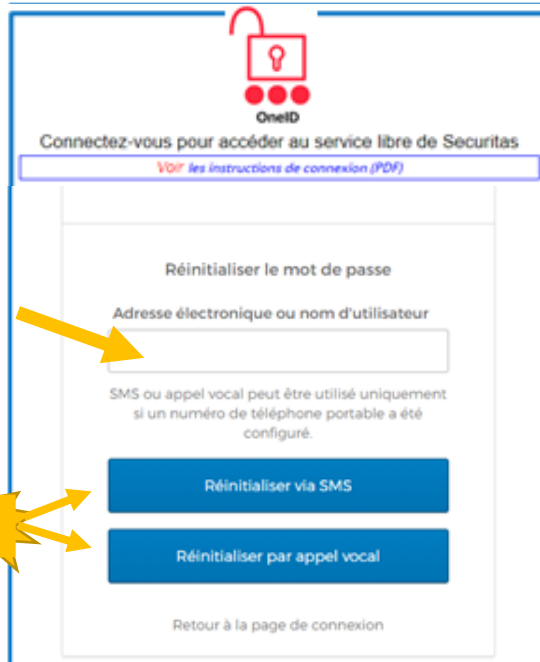 OneID
Connectez-vous pour accéder au service libre de Securitas
Voir les instructions de connexion (PDF)
Réinitialiser le mot de passe
Adresse électronique ou nom d'utilisateur
SMS ou appel vocal peut être utilisé uniquement
si un numéro de téléphone portable a été
configuré.
Réinitialiser via SMS
Réinitialiser par appel vocal
Retour à la page de connexion